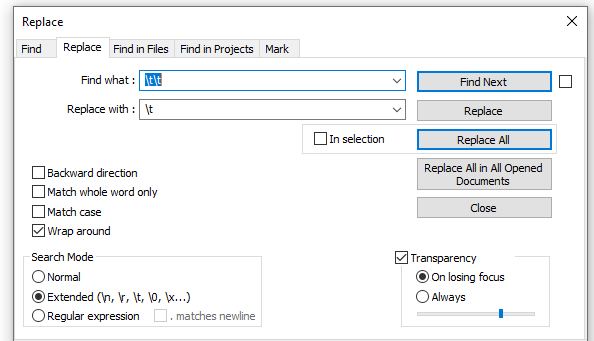 Replace
Find Replace Find in Files Find in Projects Mark
Find what : \t\t Find Next
Replace with : \t Replace
In selection Replace All
Replace All in All Opened
Documents
Backward direction
Match whole word only
Match case
Close
Wrap around
Search Mode
Normal
Extended (\n, \r, \t, \0, \x...)
Regular expression . matches newline
Transparency
On losing focus
Always